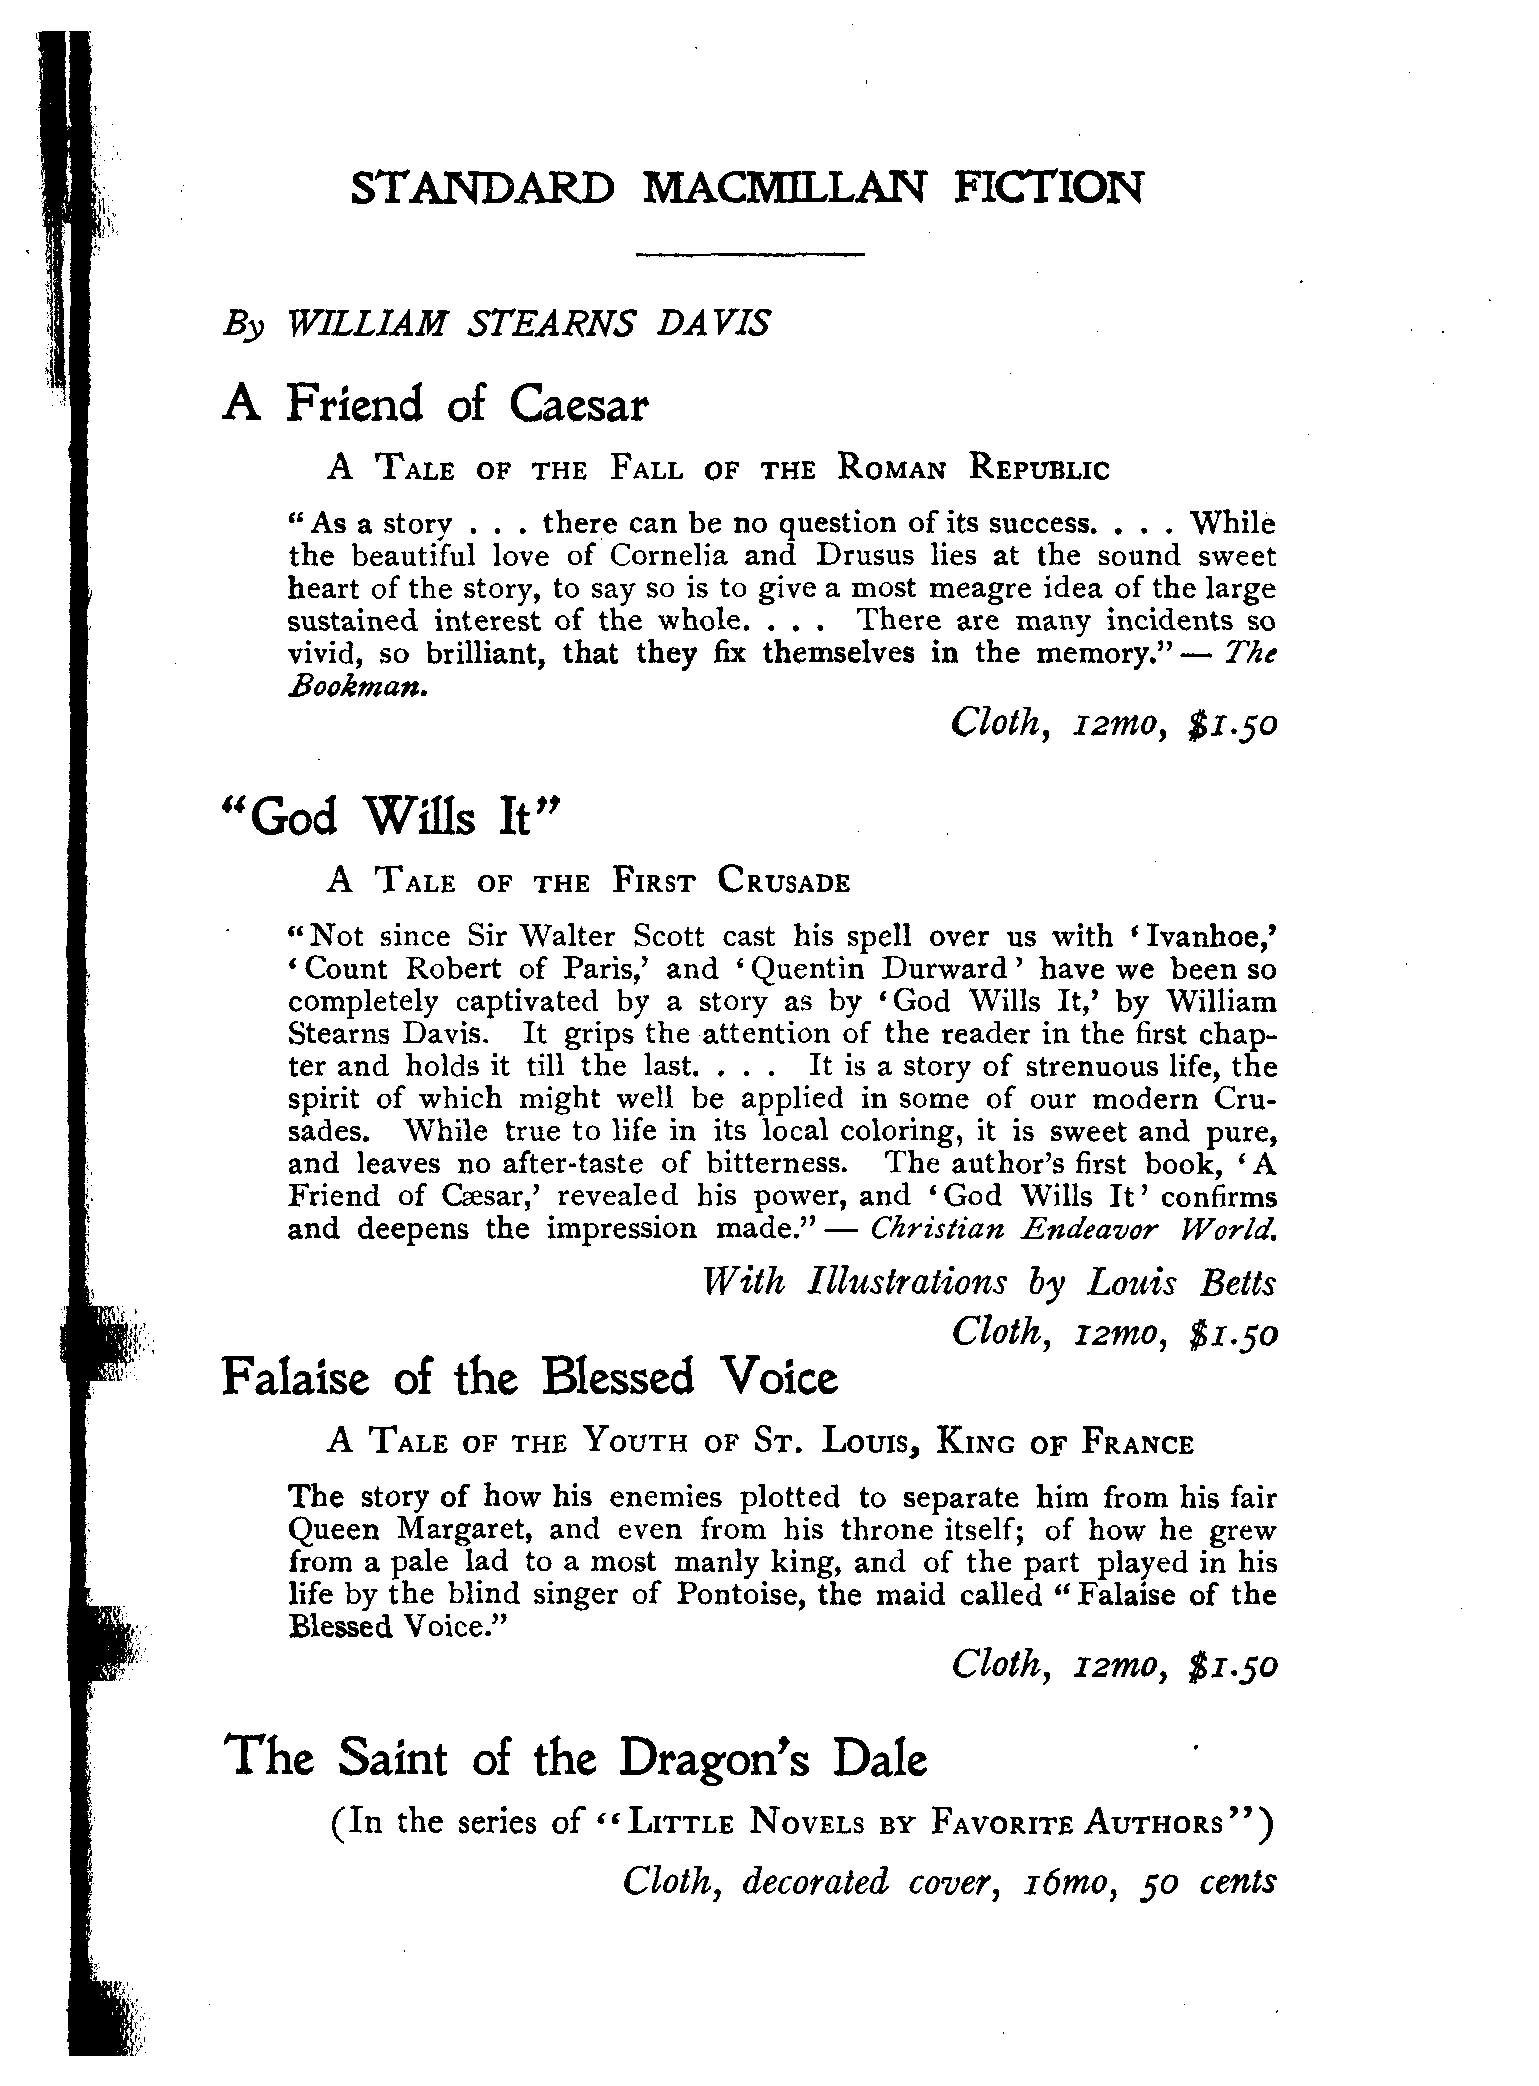 STANDARD MACMILLAN FICTION
By WILLIAM STEARNS DAVIS
A Friend of Caesar
A TALE OF THE FALL OF THE ROMAN REPUBLIC
“As a story . . . there can be no question of its success. . . . While
the beautiful love of Cornelia and Drusus lies at the sound sweet
heart of the story, to say so is to give a most meagre idea of the large
sustained interest of the whole. . . . There are many incidents so
vivid, so brilliant, that they fix themselves in the memory.” — The
Bookman.
Cloth, 12mo, $1.50
“God Wills It”
A TALE OF THE FIRST CRUSADE
“Not since Sir Walter Scott cast his spell over us with ‘Ivanhoe,’
‘Count Robert of Paris,’ and ‘Quentin Durward’ have we been so
completely captivated by a story as by ‘God Wills It,’ by William
Stearns Davis. It grips the attention of the reader in the first chap-
ter and holds it till the last. . . . It is a story of strenuous life, the
spirit of which might well be applied in some of our modern Cru-
sades. While true to life in its local coloring, it is sweet and pure,
and leaves no after-taste of bitterness. The author’s first book, ‘A
Friend of Cæsar,’ revealed his power, and ‘God Wills It’ confirms
and deepens the impression made.” — Christian Endeavor World.
With Illustrations by Louis Betts
Cloth, 12mo, $1.50
Falaise of the Blessed Voice
A TALE OF THE YOUTH OF ST. LOUIS, KING OF FRANCE
The story of how his enemies plotted to separate him from his fair
Queen Margaret, and even from his throne itself; of how he grew
from a pale lad to a most manly king, and of the part played in his
life by the blind singer of Pontoise, the maid called “Falaise of the
Blessed Voice.”
Cloth, 12mo, $1.50
The Saint of the Dragon’s Dale
(In the series of “LITTLE NOVELS BY FAVORITE AUTHORS”)
Cloth, decorated cover, 16mo, 50 cents